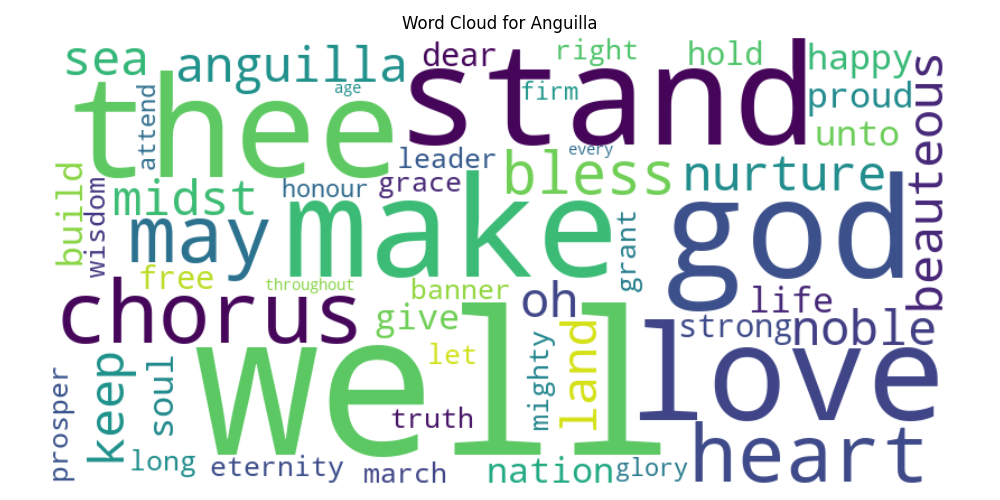 Word Cloud for Anguilla
sea
anguilla
dear
right
hold
happy
thee
stand
age
firm
proud
attend
beauteous
unto
every
leader
bless
nurture
build
wisdom
midst
honour
grace
make
god
may
grant
free
throughout
banner
oh
life
chorus
give
strong
noble
well
love
let
land
mighty
keep
soul
prosper
truth
heart
long
eternity
march
nation
glory